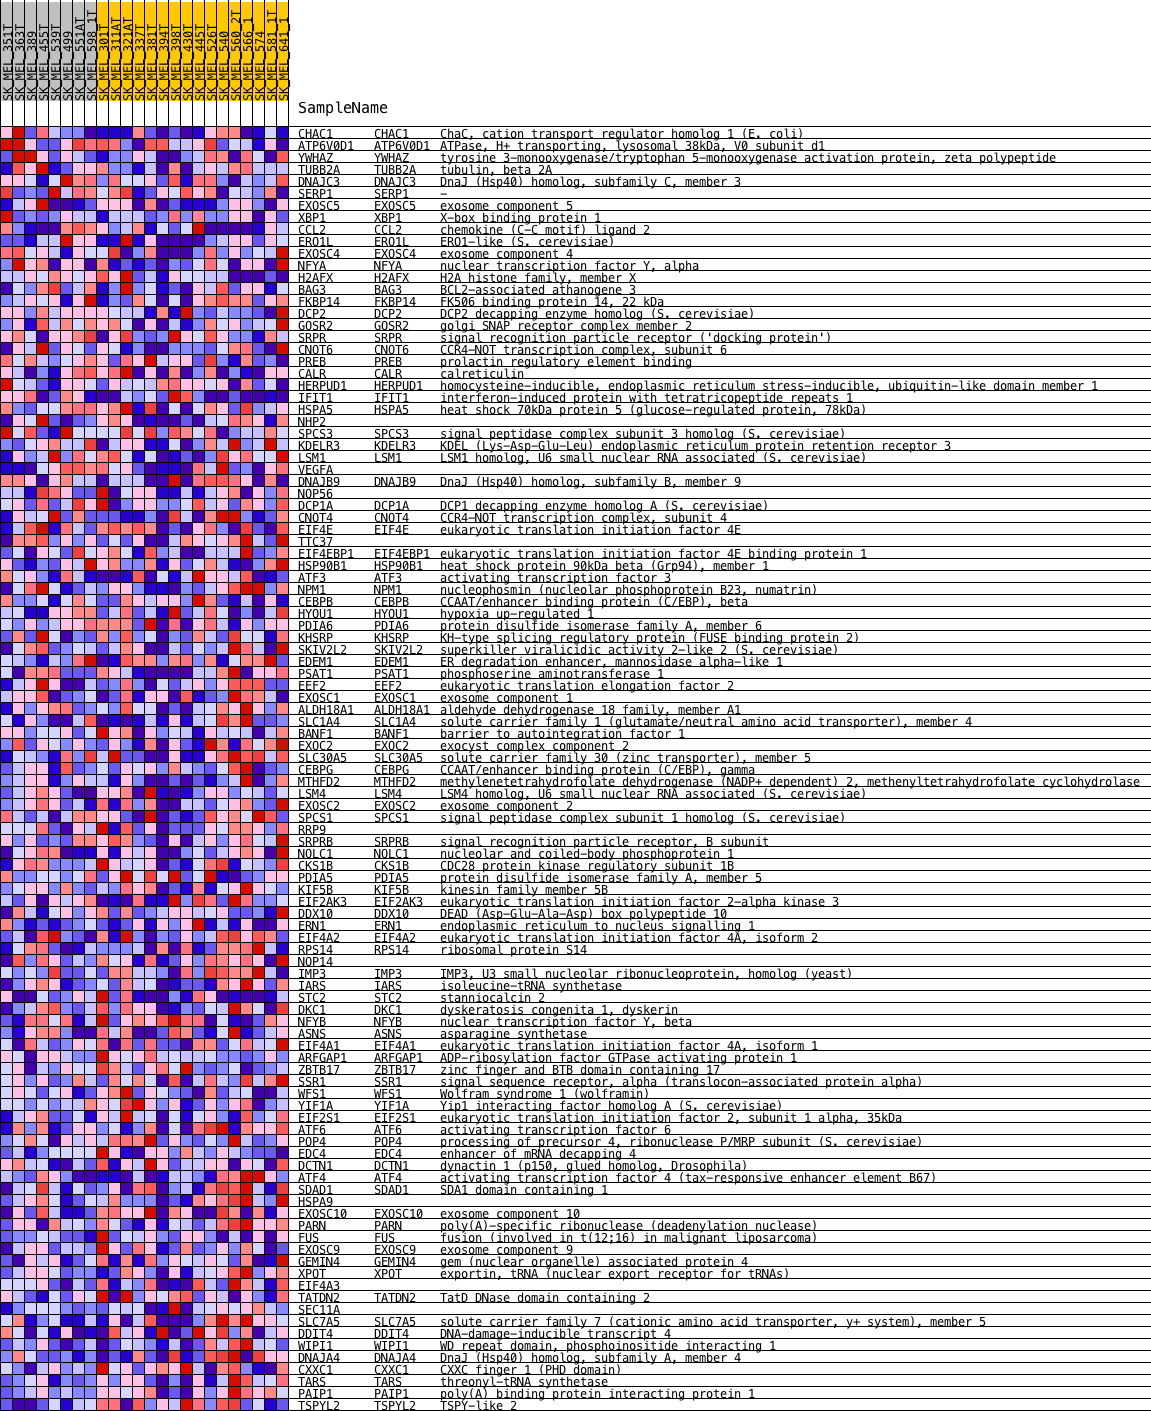 SK_MEL_351T
SK_MEL_363T
SK_MEL_389
SK_MEL_455T
SK_MEL_539T
SK_MEL_499
SK_MEL_551AT
SK_MEL_598_1T
SK_MEL_301T
SK_MEL_311AT
SK_MEL_321AT
SK_MEL_337T
SK_MEL_381T
SK_MEL_394T
SK_MEL_398T
SK_MEL_430T
SK_MEL_445T
SK_MEL_526T
SK_MEL_540
SK_MEL_560_2T
SK_MEL_566_1
SK_MEL_574
SK_MEL_581_1T
SK_MEL_641_1
SampleName
CHAC1 CHAC1 ChaC, cation transport regulator homolog 1 (E. coli)
ATP6V0D1 ATP6V0D1 ATPase, H+ transporting, lysosomal 38kDa, V0 subunit d1
YWHAZ YWHAZ tyrosine 3-monooxygenase/tryptophan 5-monooxygenase activation protein, zeta polypeptide
TUBB2A TUBB2A tubulin, beta 2A
DNAJC3 DNAJC3 DnaJ (Hsp40) homolog, subfamily C, member 3
SERP1 SERP1 -
EXOSC5 EXOSC5 exosome component 5
XBP1 XBP1 X-box binding protein 1
CCL2 CCL2 chemokine (C-C motif) ligand 2
ERO1L ERO1L ERO1-like (S. cerevisiae)
EXOSC4 EXOSC4 exosome component 4
NFYA NFYA nuclear transcription factor Y, alpha
H2AFX H2AFX H2A histone family, member X
BAG3 BAG3 BCL2-associated athanogene 3
FKBP14 FKBP14 FK506 binding protein 14, 22 kDa
DCP2 DCP2 DCP2 decapping enzyme homolog (S. cerevisiae)
GOSR2 GOSR2 golgi SNAP receptor complex member 2
SRPR SRPR signal recognition particle receptor ('docking protein')
CNOT6 CNOT6 CCR4-NOT transcription complex, subunit 6
PREB PREB prolactin regulatory element binding
CALR CALR calreticulin
HERPUD1 HERPUD1 homocysteine-inducible, endoplasmic reticulum stress-inducible, ubiquitin-like domain member 1
IFIT1 IFIT1 interferon-induced protein with tetratricopeptide repeats 1
HSPA5 HSPA5 heat shock 70kDa protein 5 (glucose-regulated protein, 78kDa)
NHP2
SPCS3 SPCS3 signal peptidase complex subunit 3 homolog (S. cerevisiae)
KDELR3 KDELR3 KDEL (Lys-Asp-Glu-Leu) endoplasmic reticulum protein retention receptor 3
LSM1 LSM1 LSM1 homolog, U6 small nuclear RNA associated (S. cerevisiae)
VEGFA
DNAJB9 DNAJB9 DnaJ (Hsp40) homolog, subfamily B, member 9
NOP56
DCP1A DCP1A DCP1 decapping enzyme homolog A (S. cerevisiae)
CNOT4 CNOT4 CCR4-NOT transcription complex, subunit 4
EIF4E EIF4E eukaryotic translation initiation factor 4E
TTC37
EIF4EBP1 EIF4EBP1 eukaryotic translation initiation factor 4E binding protein 1
HSP90B1 HSP90B1 heat shock protein 90kDa beta (Grp94), member 1
ATF3 ATF3 activating transcription factor 3
NPM1 NPM1 nucleophosmin (nucleolar phosphoprotein B23, numatrin)
CEBPB CEBPB CCAAT/enhancer binding protein (C/EBP), beta
HYOU1 HYOU1 hypoxia up-regulated 1
PDIA6 PDIA6 protein disulfide isomerase family A, member 6
KHSRP KHSRP KH-type splicing regulatory protein (FUSE binding protein 2)
SKIV2L2 SKIV2L2 superkiller viralicidic activity 2-like 2 (S. cerevisiae)
EDEM1 EDEM1 ER degradation enhancer, mannosidase alpha-like 1
PSAT1 PSAT1 phosphoserine aminotransferase 1
EEF2 EEF2 eukaryotic translation elongation factor 2
EXOSC1 EXOSC1 exosome component 1
ALDH18A1 ALDH18A1 aldehyde dehydrogenase 18 family, member A1
SLC1A4 SLC1A4 solute carrier family 1 (glutamate/neutral amino acid transporter), member 4
BANF1 BANF1 barrier to autointegration factor 1
EXOC2 EXOC2 exocyst complex component 2
SLC30A5 SLC30A5 solute carrier family 30 (zinc transporter), member 5
CEBPG CEBPG CCAAT/enhancer binding protein (C/EBP), gamma
MTHFD2 MTHFD2 methylenetetrahydrofolate dehydrogenase (NADP+ dependent) 2, methenyltetrahydrofolate cyclohydrolase
LSM4 LSM4 LSM4 homolog, U6 small nuclear RNA associated (S. cerevisiae)
EXOSC2 EXOSC2 exosome component 2
SPCS1 SPCS1 signal peptidase complex subunit 1 homolog (S. cerevisiae)
RRP9
SRPRB SRPRB signal recognition particle receptor, B subunit
NOLC1 NOLC1 nucleolar and coiled-body phosphoprotein 1
CKS1B CKS1B CDC28 protein kinase regulatory subunit 1B
PDIA5 PDIA5 protein disulfide isomerase family A, member 5
KIF5B KIF5B kinesin family member 5B
EIF2AK3 EIF2AK3 eukaryotic translation initiation factor 2-alpha kinase 3
DDX10 DDX10 DEAD (Asp-Glu-Ala-Asp) box polypeptide 10
ERN1 ERN1 endoplasmic reticulum to nucleus signalling 1
EIF4A2 EIF4A2 eukaryotic translation initiation factor 4A, isoform 2
RPS14 RPS14 ribosomal protein S14
NOP14
IMP3 IMP3 IMP3, U3 small nucleolar ribonucleoprotein, homolog (yeast)
IARS IARS isoleucine-tRNA synthetase
STC2 STC2 stanniocalcin 2
DKC1 DKC1 dyskeratosis congenita 1, dyskerin
NFYB NFYB nuclear transcription factor Y, beta
ASNS ASNS asparagine synthetase
EIF4A1 EIF4A1 eukaryotic translation initiation factor 4A, isoform 1
ARFGAP1 ARFGAP1 ADP-ribosylation factor GTPase activating protein 1
ZBTB17 ZBTB17 zinc finger and BTB domain containing 17
SSR1 SSR1 signal sequence receptor, alpha (translocon-associated protein alpha)
WFS1 WFS1 Wolfram syndrome 1 (wolframin)
YIF1A YIF1A Yip1 interacting factor homolog A (S. cerevisiae)
EIF2S1 EIF2S1 eukaryotic translation initiation factor 2, subunit 1 alpha, 35kDa
ATF6 ATF6 activating transcription factor 6
POP4 POP4 processing of precursor 4, ribonuclease P/MRP subunit (S. cerevisiae)
EDC4 EDC4 enhancer of mRNA decapping 4
DCTN1 DCTN1 dynactin 1 (p150, glued homolog, Drosophila)
ATF4 ATF4 activating transcription factor 4 (tax-responsive enhancer element B67)
SDAD1 SDAD1 SDA1 domain containing 1
HSPA9
EXOSC10 EXOSC10 exosome component 10
PARN PARN poly(A)-specific ribonuclease (deadenylation nuclease)
FUS FUS fusion (involved in t(12;16) in malignant liposarcoma)
EXOSC9 EXOSC9 exosome component 9
GEMIN4 GEMIN4 gem (nuclear organelle) associated protein 4
XPOT XPOT exportin, tRNA (nuclear export receptor for tRNAs)
EIF4A3
TATDN2 TATDN2 TatD DNase domain containing 2
SEC11A
SLC7A5 SLC7A5 solute carrier family 7 (cationic amino acid transporter, y+ system), member 5
DDIT4 DDIT4 DNA-damage-inducible transcript 4
WIPI1 WIPI1 WD repeat domain, phosphoinositide interacting 1
DNAJA4 DNAJA4 DnaJ (Hsp40) homolog, subfamily A, member 4
CXXC1 CXXC1 CXXC finger 1 (PHD domain)
TARS TARS threonyl-tRNA synthetase
PAIP1 PAIP1 poly(A) binding protein interacting protein 1
TSPYL2 TSPYL2 TSPY-like 2